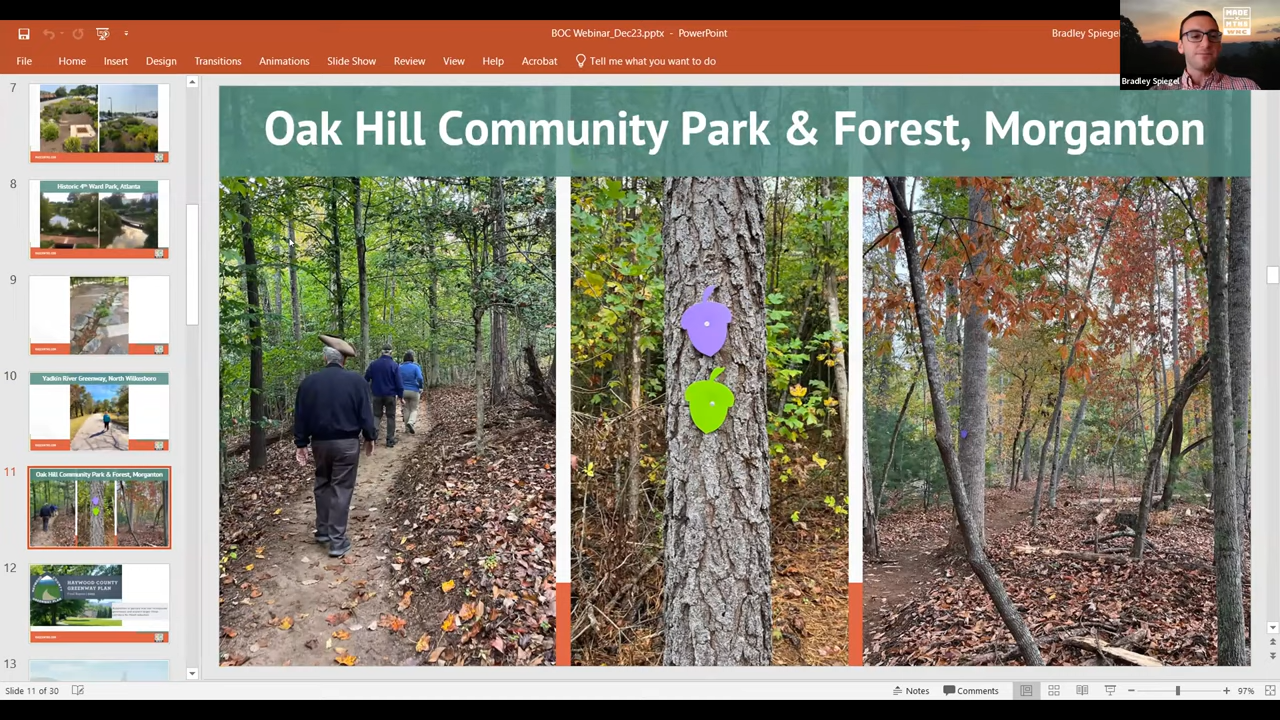 BOC Webinar_Dec23.pptx - PowerPoint
Bradley Spiegel
File Home Insert Design Transitions Animations Slide Show Review View Help Acrobat Tell me what you want to do
MADE X MTNS
WRC
Bradley Spiegel
7
8
Historic 4th Ward Park, Atlanta
9
10
Yadkin River Greenway, North Wilkesboro
11
Oak Hill Community Park & Forest, Morganton
12
HAYWOOD COUNTY
GREENWAY PLAN
13
Oak Hill Community Park & Forest, Morganton
Slide 11 of 30
Notes Comments 97%